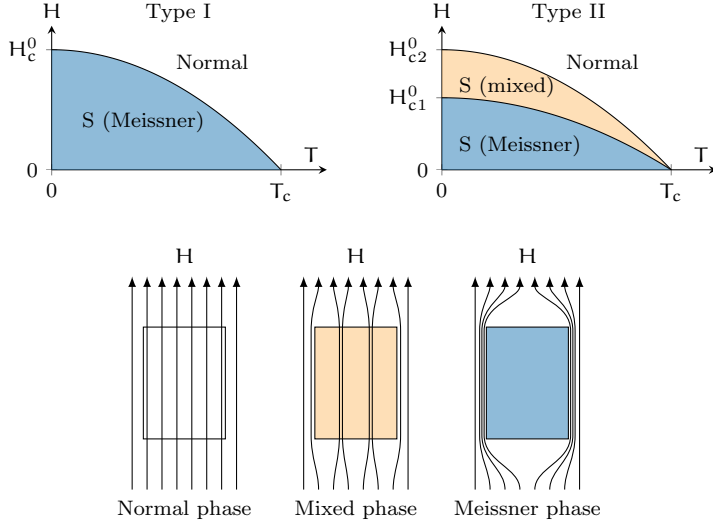 Type I
H
H⁰c
Normal
S (Meissner)
0
T
0
Tc
Type II
H
H⁰c2
Normal
S (mixed)
H⁰c1
S (Meissner)
0
T
0
Tc
H
H
H
Normal phase
Mixed phase
Meissner phase